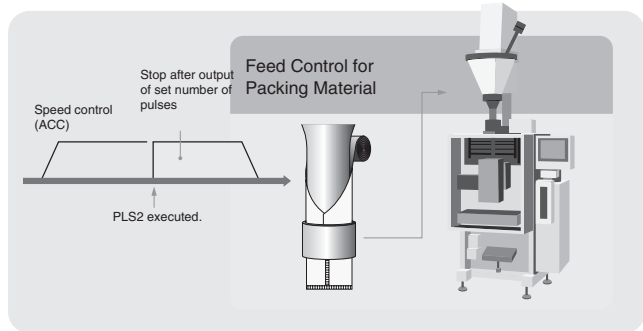 Stop after output
of set number of
pulses
Speed control
(ACC)
PLS2 executed.
Feed Control for
Packing Material